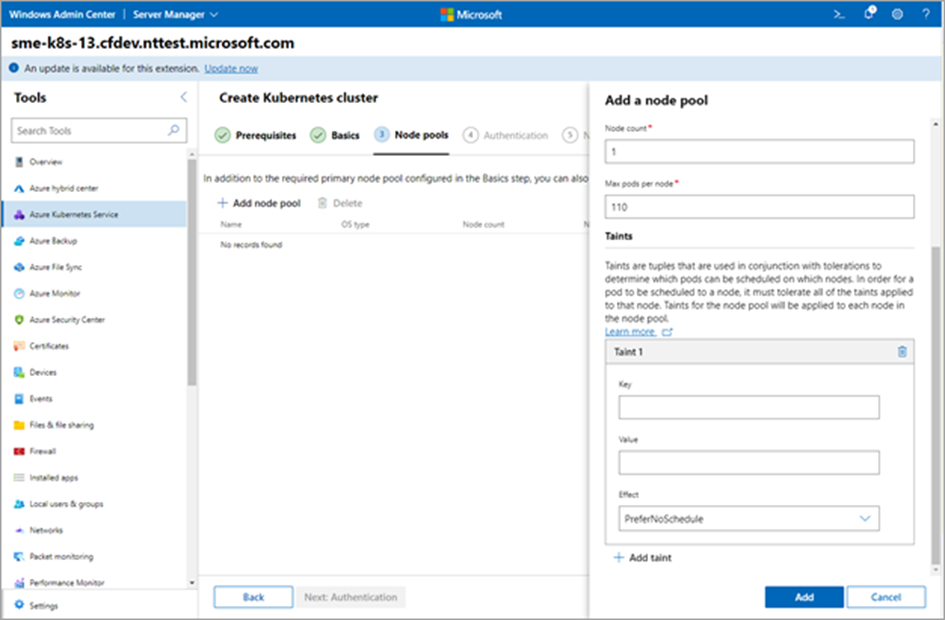 Windows Admin Center | Server Manager
Microsoft
1
?
sme-k8s-13.cfdev.nttest.microsoft.com
An update is available for this extension. Update now
Tools
Search Tools
Overview
Azure hybrid center
Azure Kubernetes Service
Azure Backup
Azure File Sync
Azure Monitor
Azure Security Center
Certificates
Devices
Events
Files & file sharing
Firewall
Installed apps
Local users & groups
Networks
Packet monitoring
Performance Monitor
Settings
Create Kubernetes cluster
Prerequisites
Basics
3 Node pools
4 Authentication
5 N
In addition to the required primary node pool configured in the Basics step, you can also
Add node pool
Delete
Name OS type Node count N
No records found
Back
Next: Authentication
Add a node pool
Node count*
1
Max pods per node*
110
Taints
Taints are tuples that are used in conjunction with tolerations to
determine which pods can be scheduled on which nodes. In order for a
pod to be scheduled to a node, it must tolerate all of the taints applied
to that node. Taints for the node pool will be applied to each node in
the node pool.
Learn more
Taint 1
Key
Value
Effect
PreferNoSchedule
Add taint
Add
Cancel